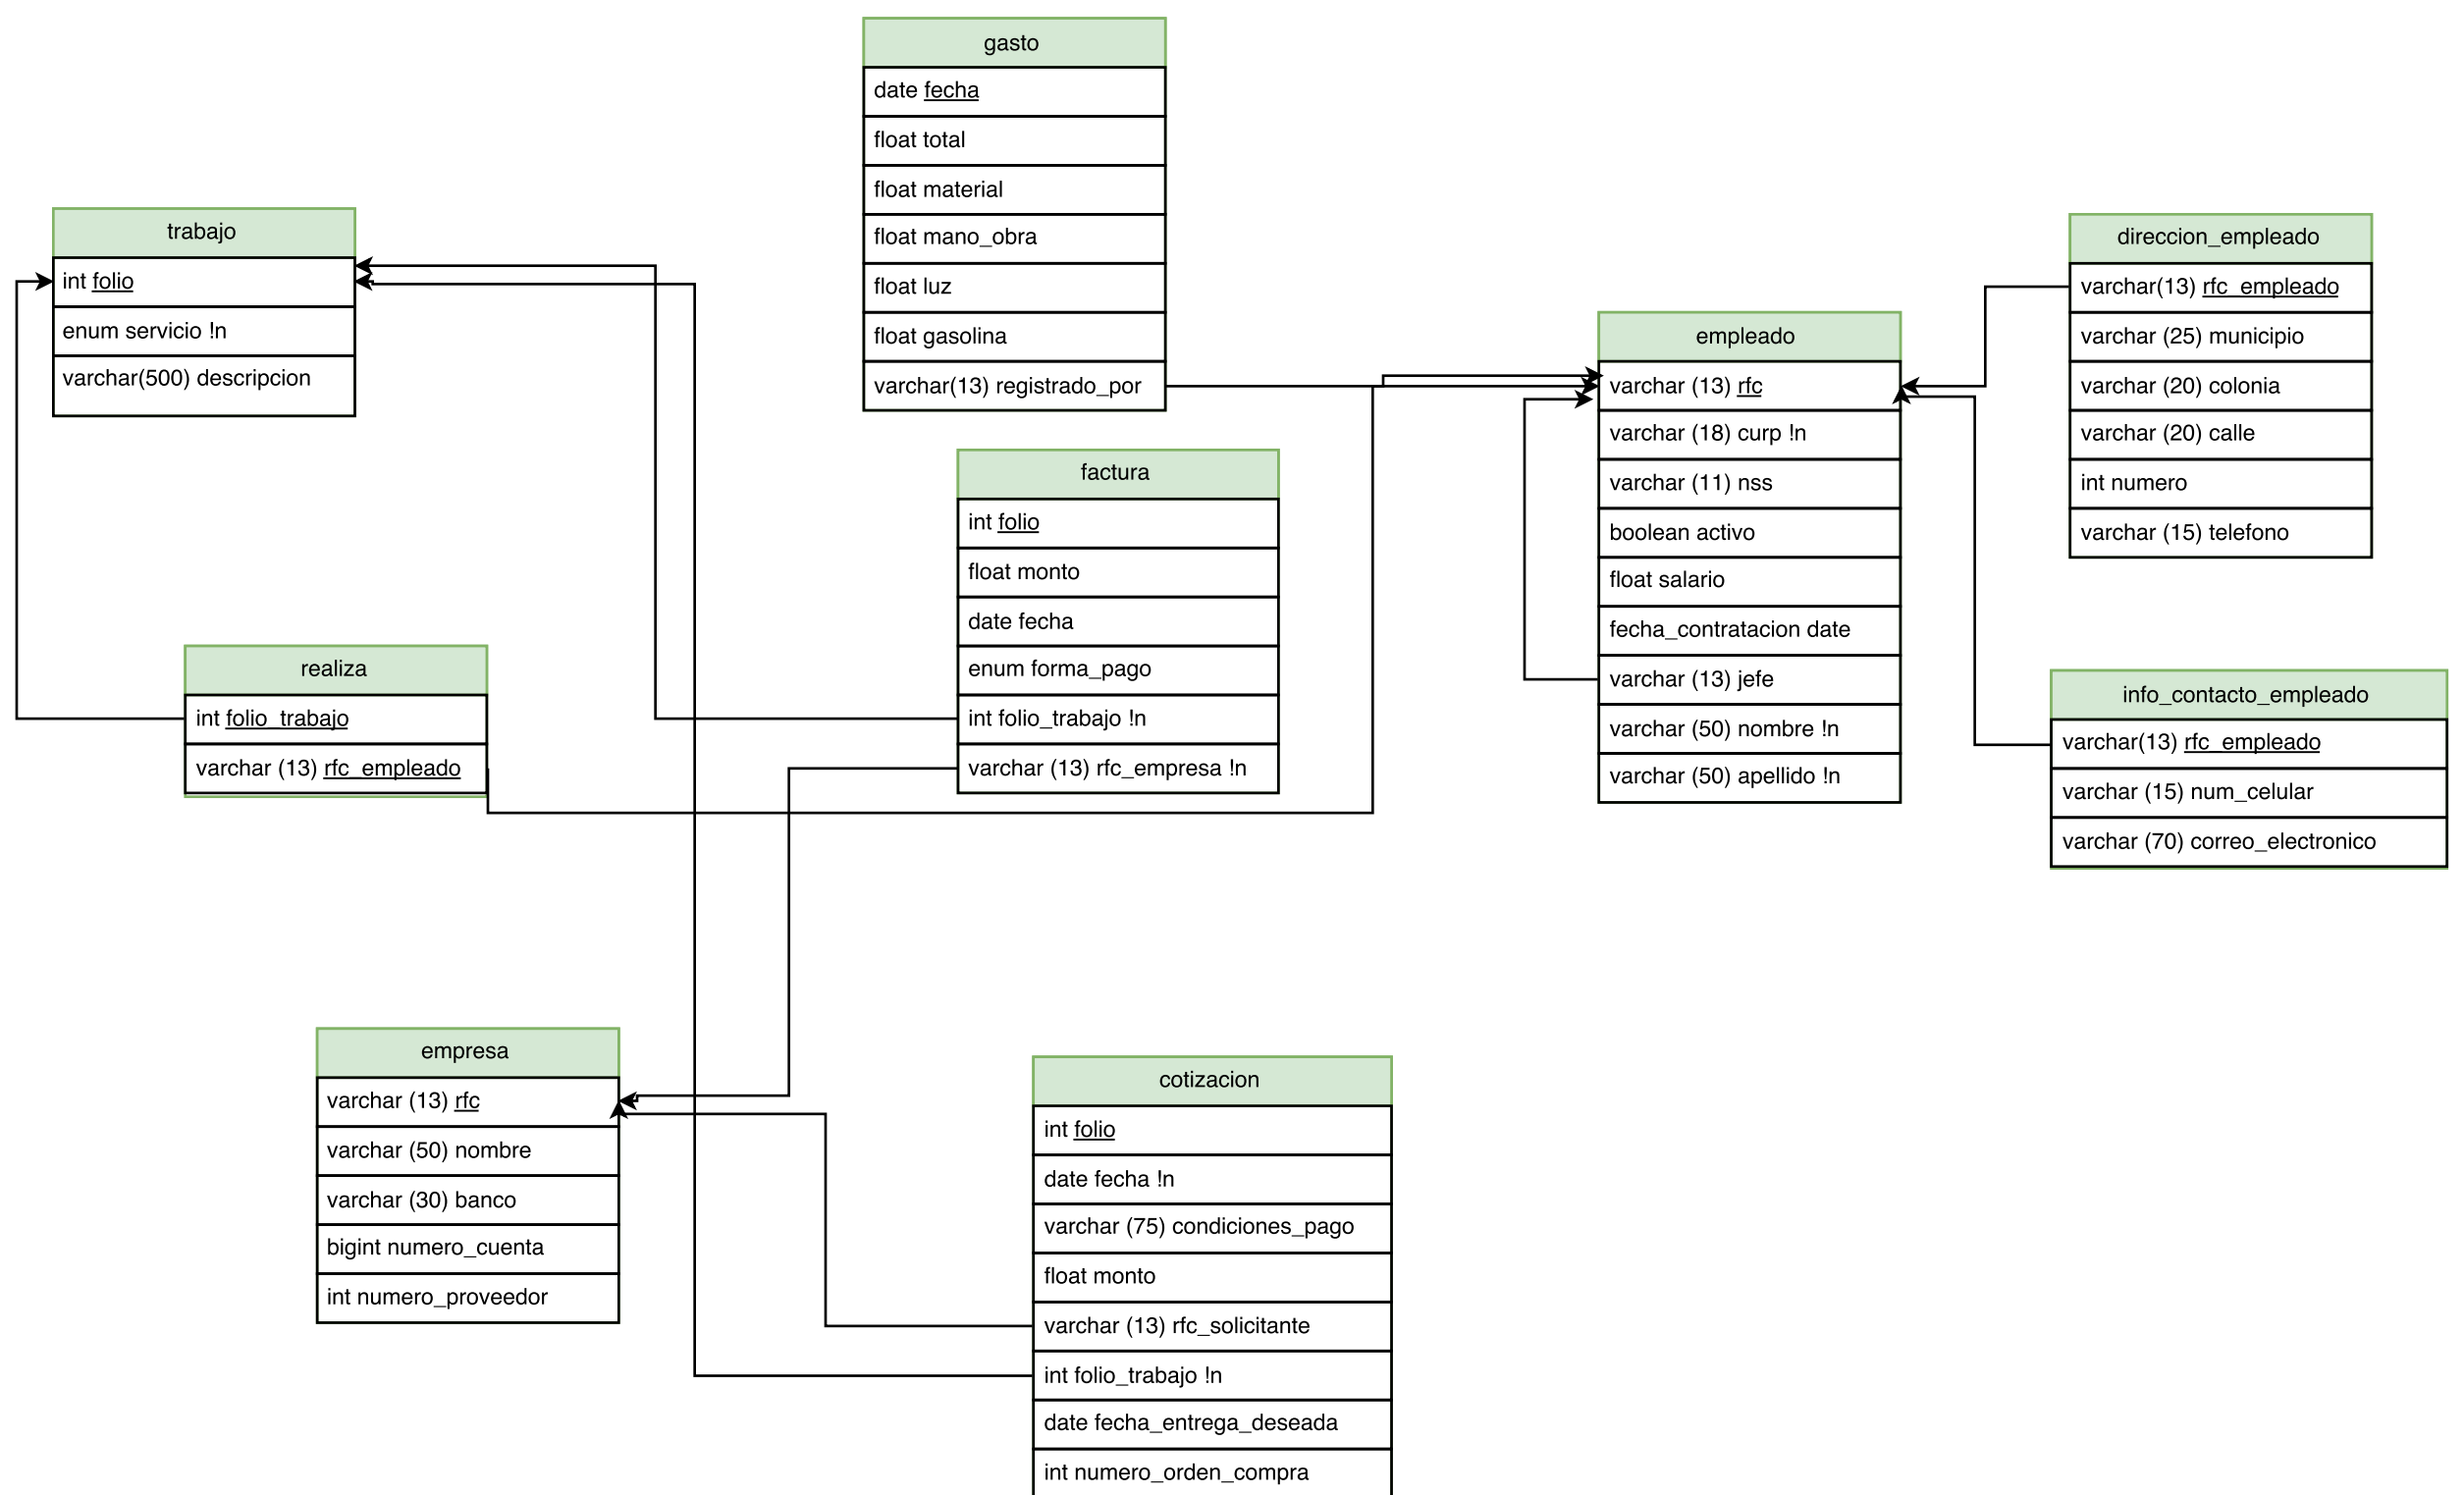 gasto
date fecha
float total
float material
float mano_obra
float luz
float gasolina
varchar(13) registrado_por
trabajo
int folio
enum servicio !n
varchar(500) descripcion
direccion_empleado
varchar(13) rfc_empleado
varchar (25) municipio
varchar (20) colonia
varchar (20) calle
int numero
varchar (15) telefono
empleado
varchar (13) rfc
varchar (18) curp !n
varchar (11) nss
boolean activo
float salario
fecha_contratacion date
varchar (13) jefe
varchar (50) nombre !n
varchar (50) apellido !n
factura
int folio
float monto
date fecha
enum forma_pago
int folio_trabajo !n
varchar (13) rfc_empresa !n
realiza
int folio_trabajo
varchar (13) rfc_empleado
info_contacto_empleado
varchar(13) rfc_empleado
varchar (15) num_celular
varchar (70) correo_electronico
empresa
varchar (13) rfc
varchar (50) nombre
varchar (30) banco
bigint numero_cuenta
int numero_proveedor
cotizacion
int folio
date fecha !n
varchar (75) condiciones_pago
float monto
varchar (13) rfc_solicitante
int folio_trabajo !n
date fecha_entrega_deseada
int numero_orden_compra